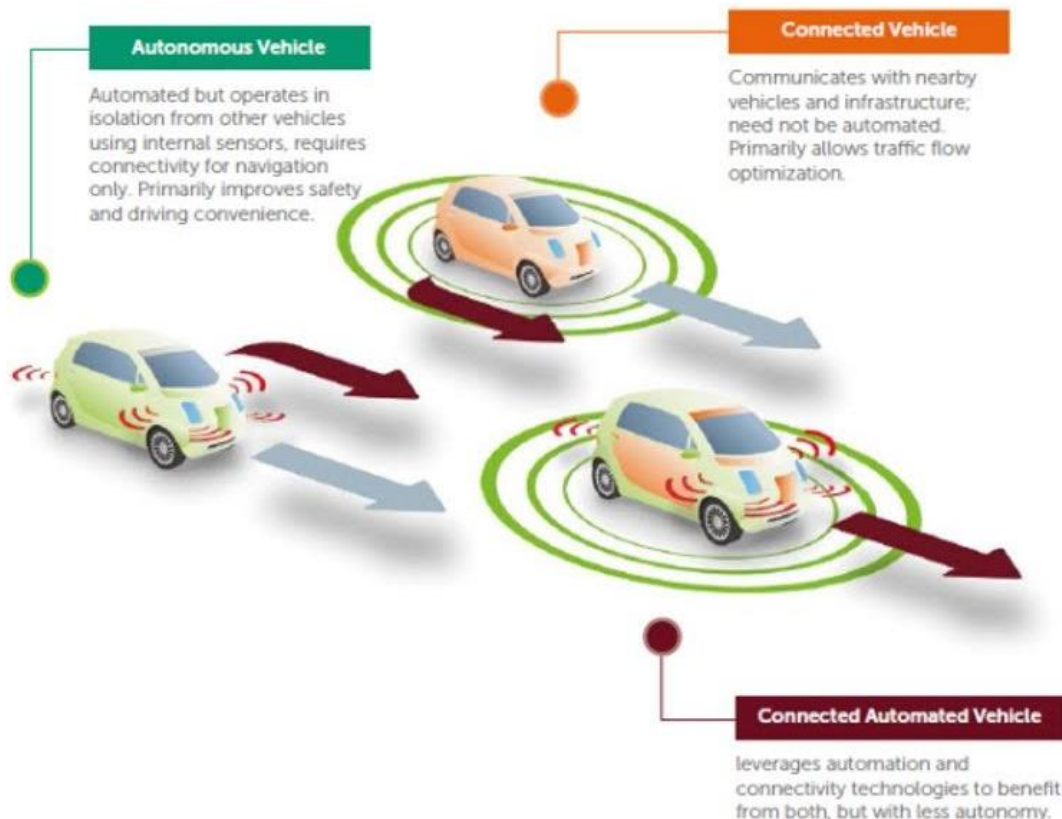 Autonomous Vehicle
Automated but operates in
isolation from other vehicles
using internal sensors, requires
connectivity for navigation
only. Primarily improves safety
and driving convenience.
Connected Vehicle
Communicates with nearby
vehicles and infrastructure;
need not be automated.
Primarily allows traffic flow
optimization.
Connected Automated Vehicle
leverages automation and
connectivity technologies to benefit
from both, but with less autonomy.